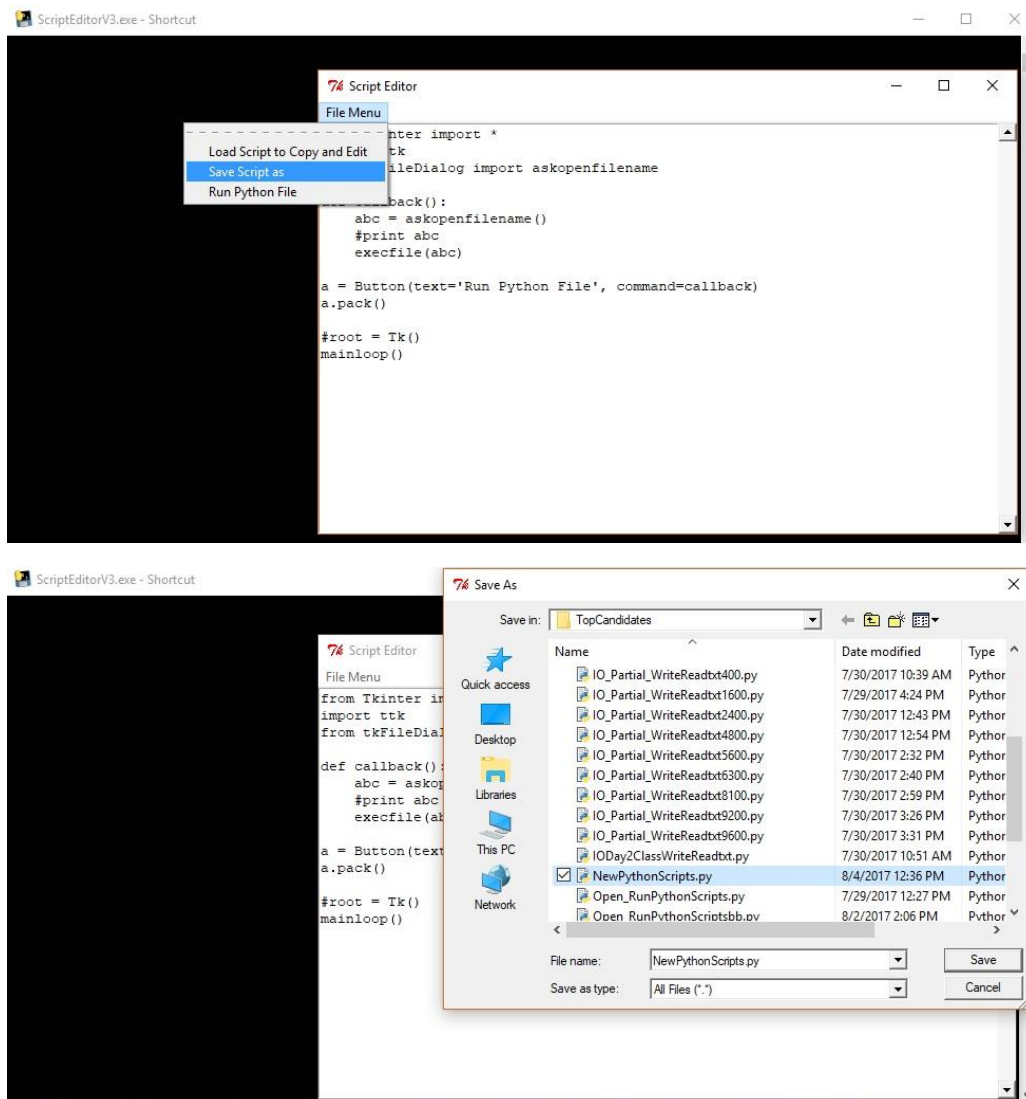 ScriptEditorV3.exe - Shortcut
Script Editor
File Menu
Load Script to Copy and Edit
Save Script as
Run Python File
nter import *
tk
ileDialog import askopenfilename
back():
abc = askopenfilename()
#print abc
execfile(abc)
a = Button(text='Run Python File', command=callback)
a.pack()
#root = Tk()
mainloop()
ScriptEditorV3.exe - Shortcut
Script Editor
File Menu
from Tkinter in
import ttk
from tkFileDial
def callback():
abc = askop
#print abc
execfile(ab
a = Button(text
a.pack()
#root = Tk()
mainloop()
Save As
Save in: TopCandidates
Quick access
Desktop
Libraries
This PC
Network
Name Date modified Type
IO_Partial_WriteReadtxt400.py 7/30/2017 10:39 AM Python
IO_Partial_WriteReadtxt1600.py 7/29/2017 4:24 PM Python
IO_Partial_WriteReadtxt2400.py 7/30/2017 12:43 PM Python
IO_Partial_WriteReadtxt4800.py 7/30/2017 12:54 PM Python
IO_Partial_WriteReadtxt5600.py 7/30/2017 2:32 PM Python
IO_Partial_WriteReadtxt6300.py 7/30/2017 2:40 PM Python
IO_Partial_WriteReadtxt8100.py 7/30/2017 2:59 PM Python
IO_Partial_WriteReadtxt9200.py 7/30/2017 3:26 PM Python
IO_Partial_WriteReadtxt9600.py 7/30/2017 3:31 PM Python
IODay2ClassWriteReadtxt.py 7/30/2017 10:51 AM Python
NewPythonScripts.py 8/4/2017 12:36 PM Python
Open_RunPythonScripts.py 7/29/2017 12:27 PM Python
Open_RunPythonScriptsbb.py 8/2/2017 2:06 PM Python
File name: NewPythonScripts.py Save
Save as type: All Files (*.*) Cancel